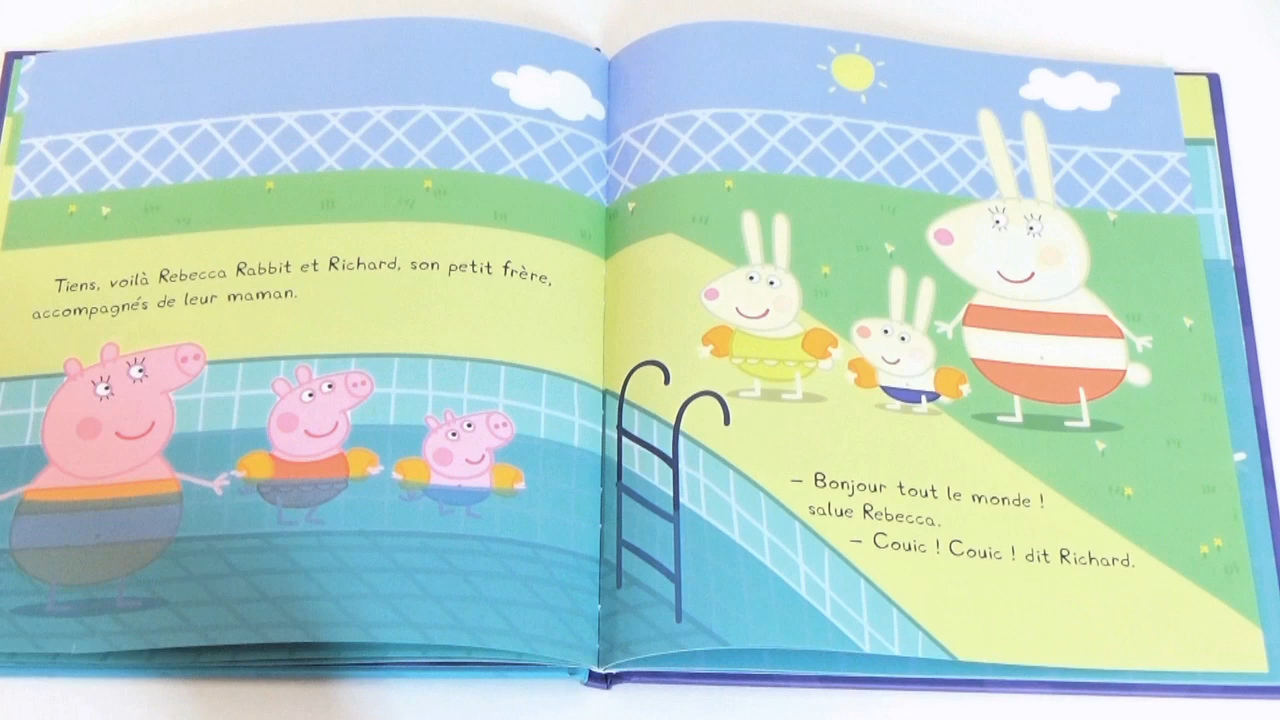 Tiens, voilà Rebecca Rabbit et Richard, son petit frère,
accompagnés de leur maman.
– Bonjour tout le monde !
salue Rebecca.
– Couic ! Couic ! dit Richard.